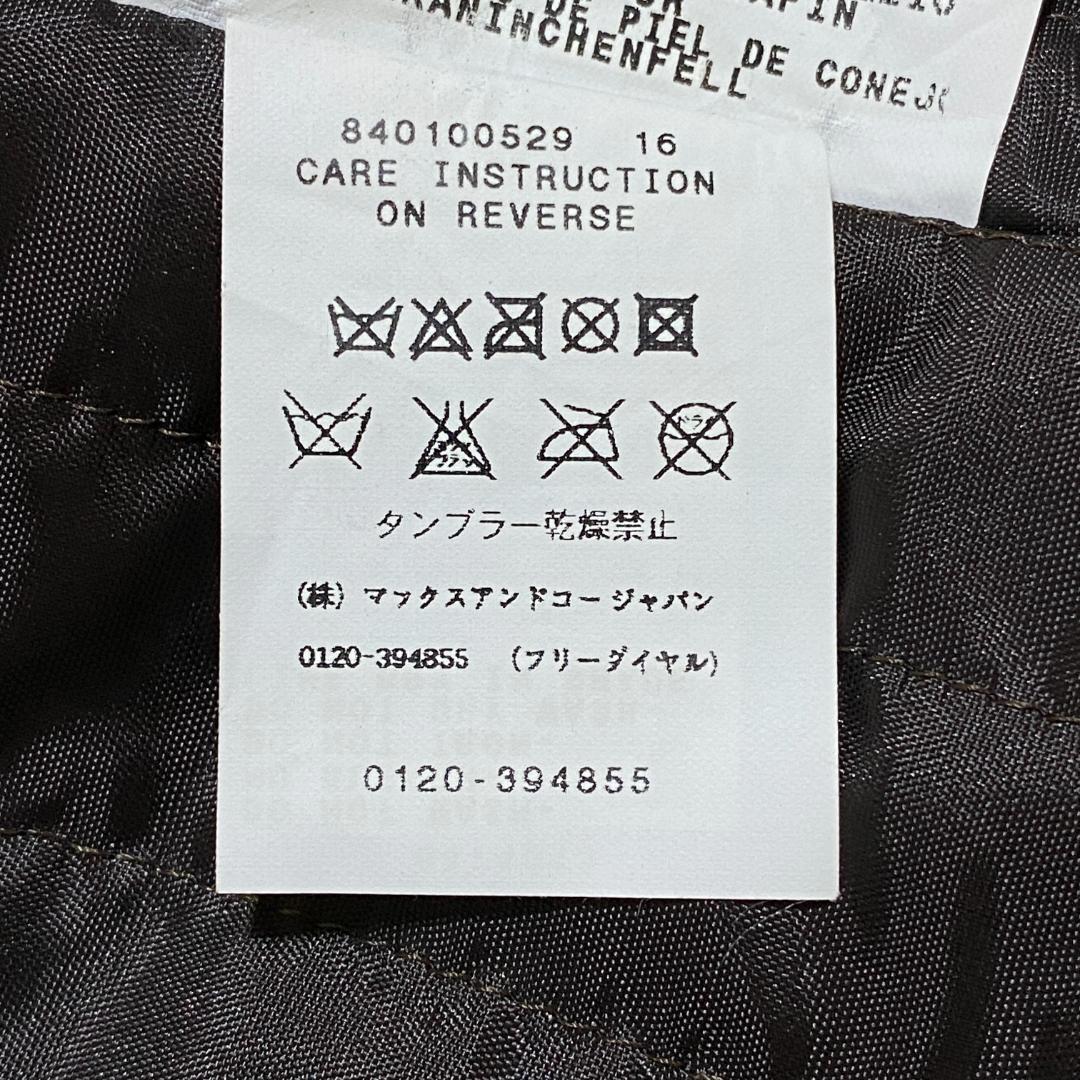 DE PIEL DE CONEJO
KANINCHENFELL
840100529 16
CARE INSTRUCTION
ON REVERSE
タンブラー乾燥禁止
(株) マックスアンドコージャパン
0120-394855 (フリーダイヤル)
0120-394855